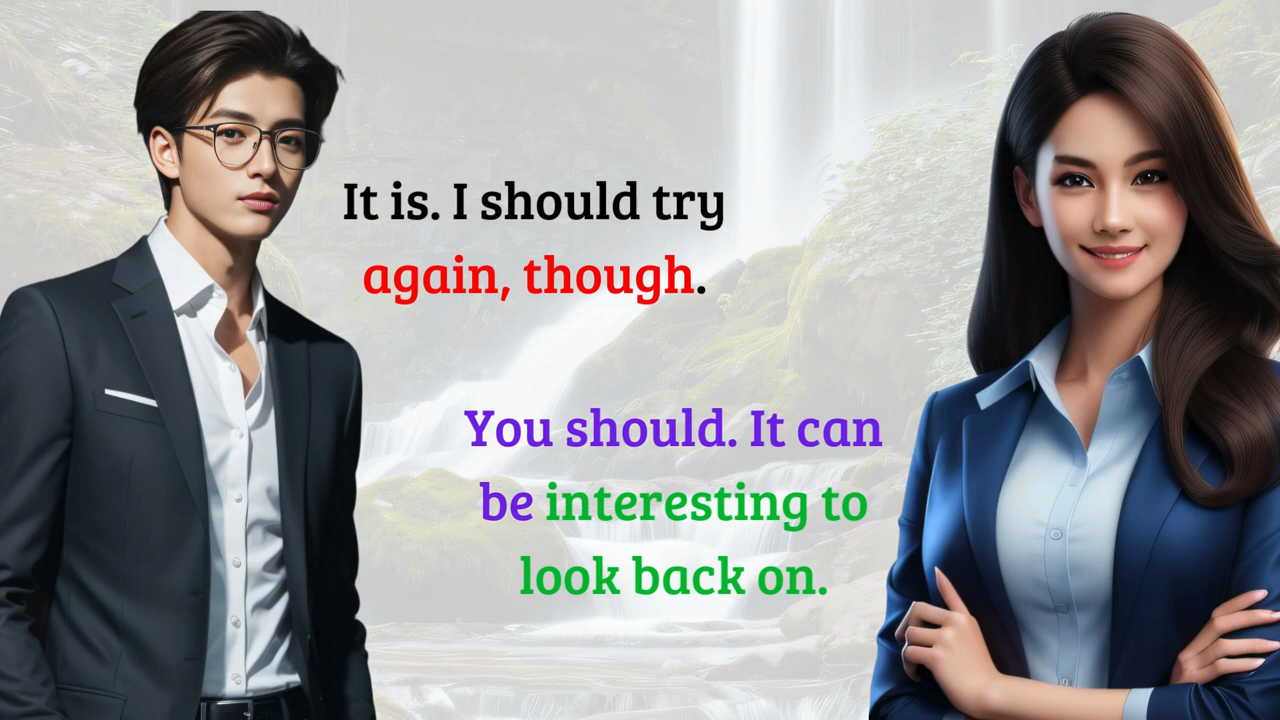 It is. I should try
again, though.
You should. It can
be interesting to
look back on.